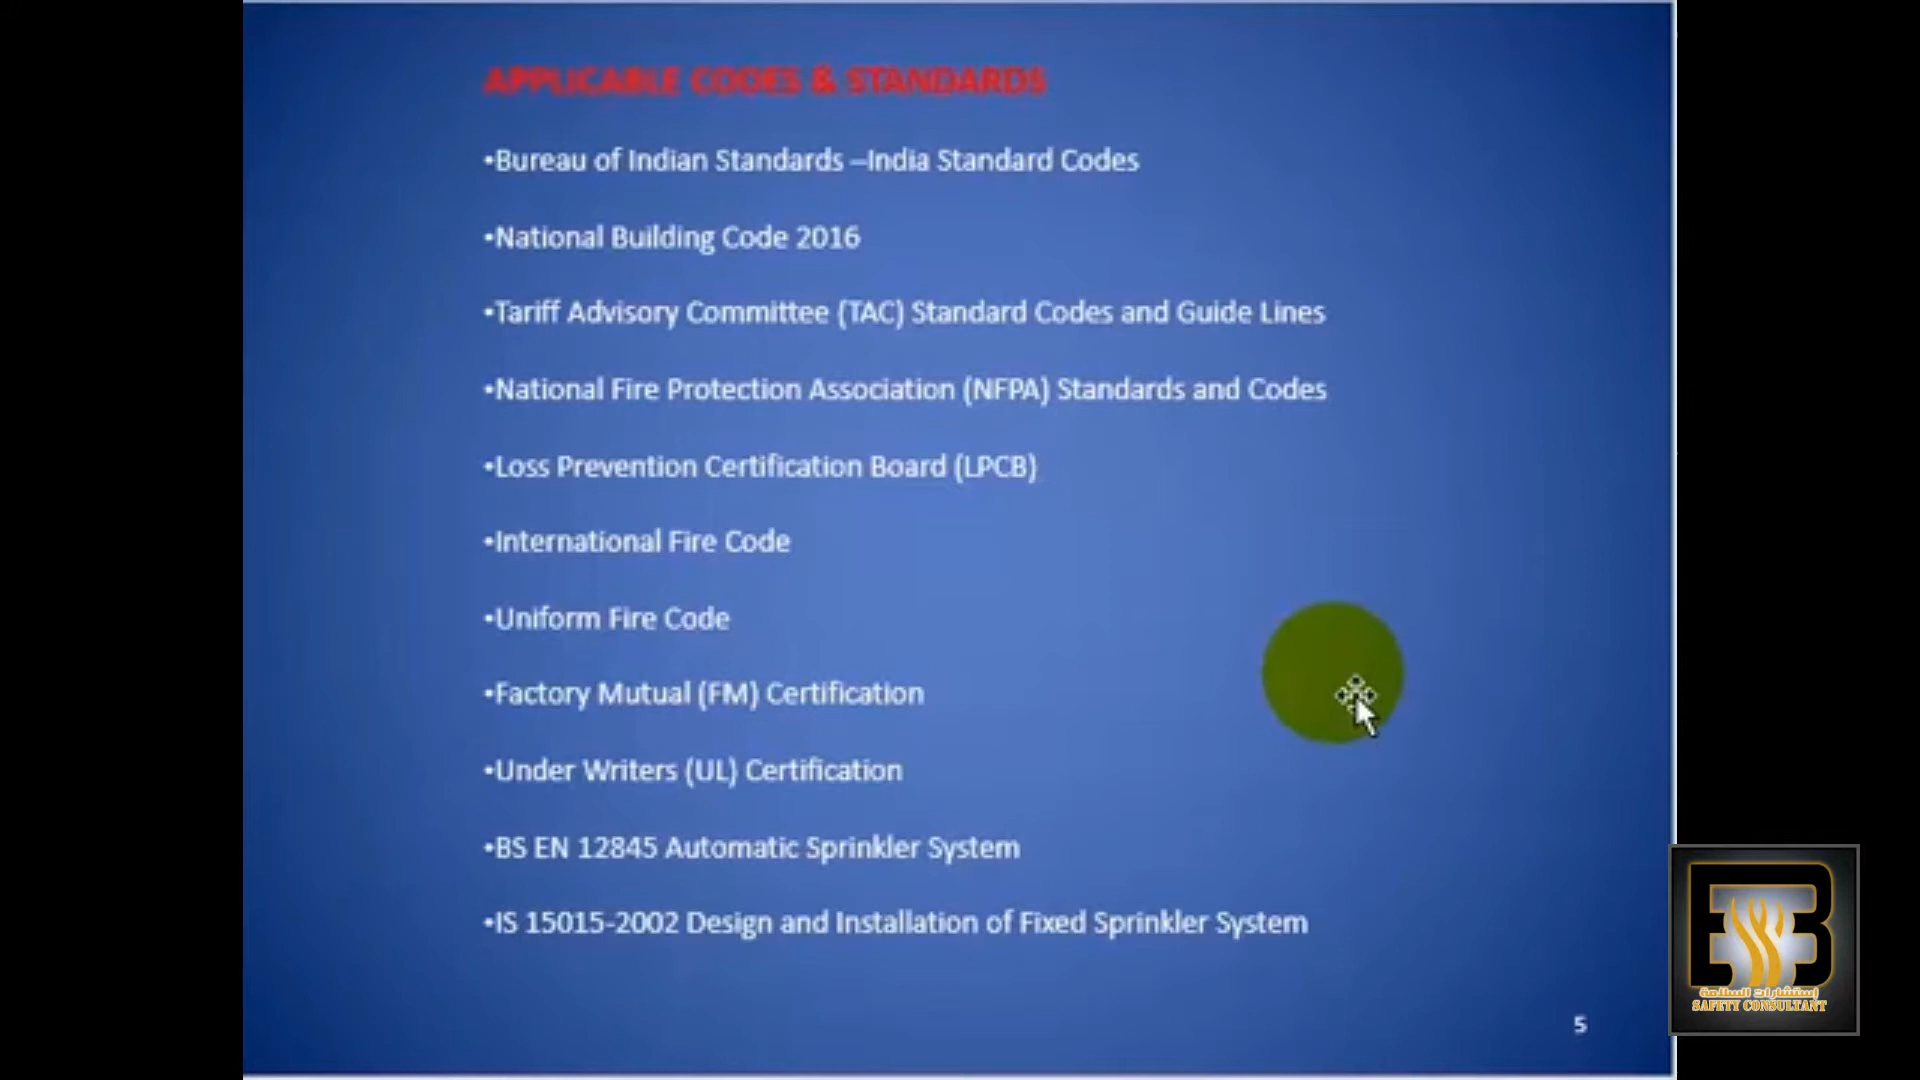 APPLICABLE CODES & STANDARDS
•Bureau of Indian Standards –India Standard Codes
•National Building Code 2016
•Tariff Advisory Committee (TAC) Standard Codes and Guide Lines
•National Fire Protection Association (NFPA) Standards and Codes
•Loss Prevention Certification Board (LPCB)
•International Fire Code
•Uniform Fire Code
•Factory Mutual (FM) Certification
•Under Writers (UL) Certification
•BS EN 12845 Automatic Sprinkler System
•IS 15015-2002 Design and Installation of Fixed Sprinkler System
5
إستشارات السلامة
SAFETY CONSULTANT